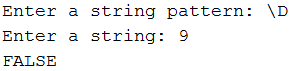 Enter a string pattern: \D
Enter a string: 9
FALSE